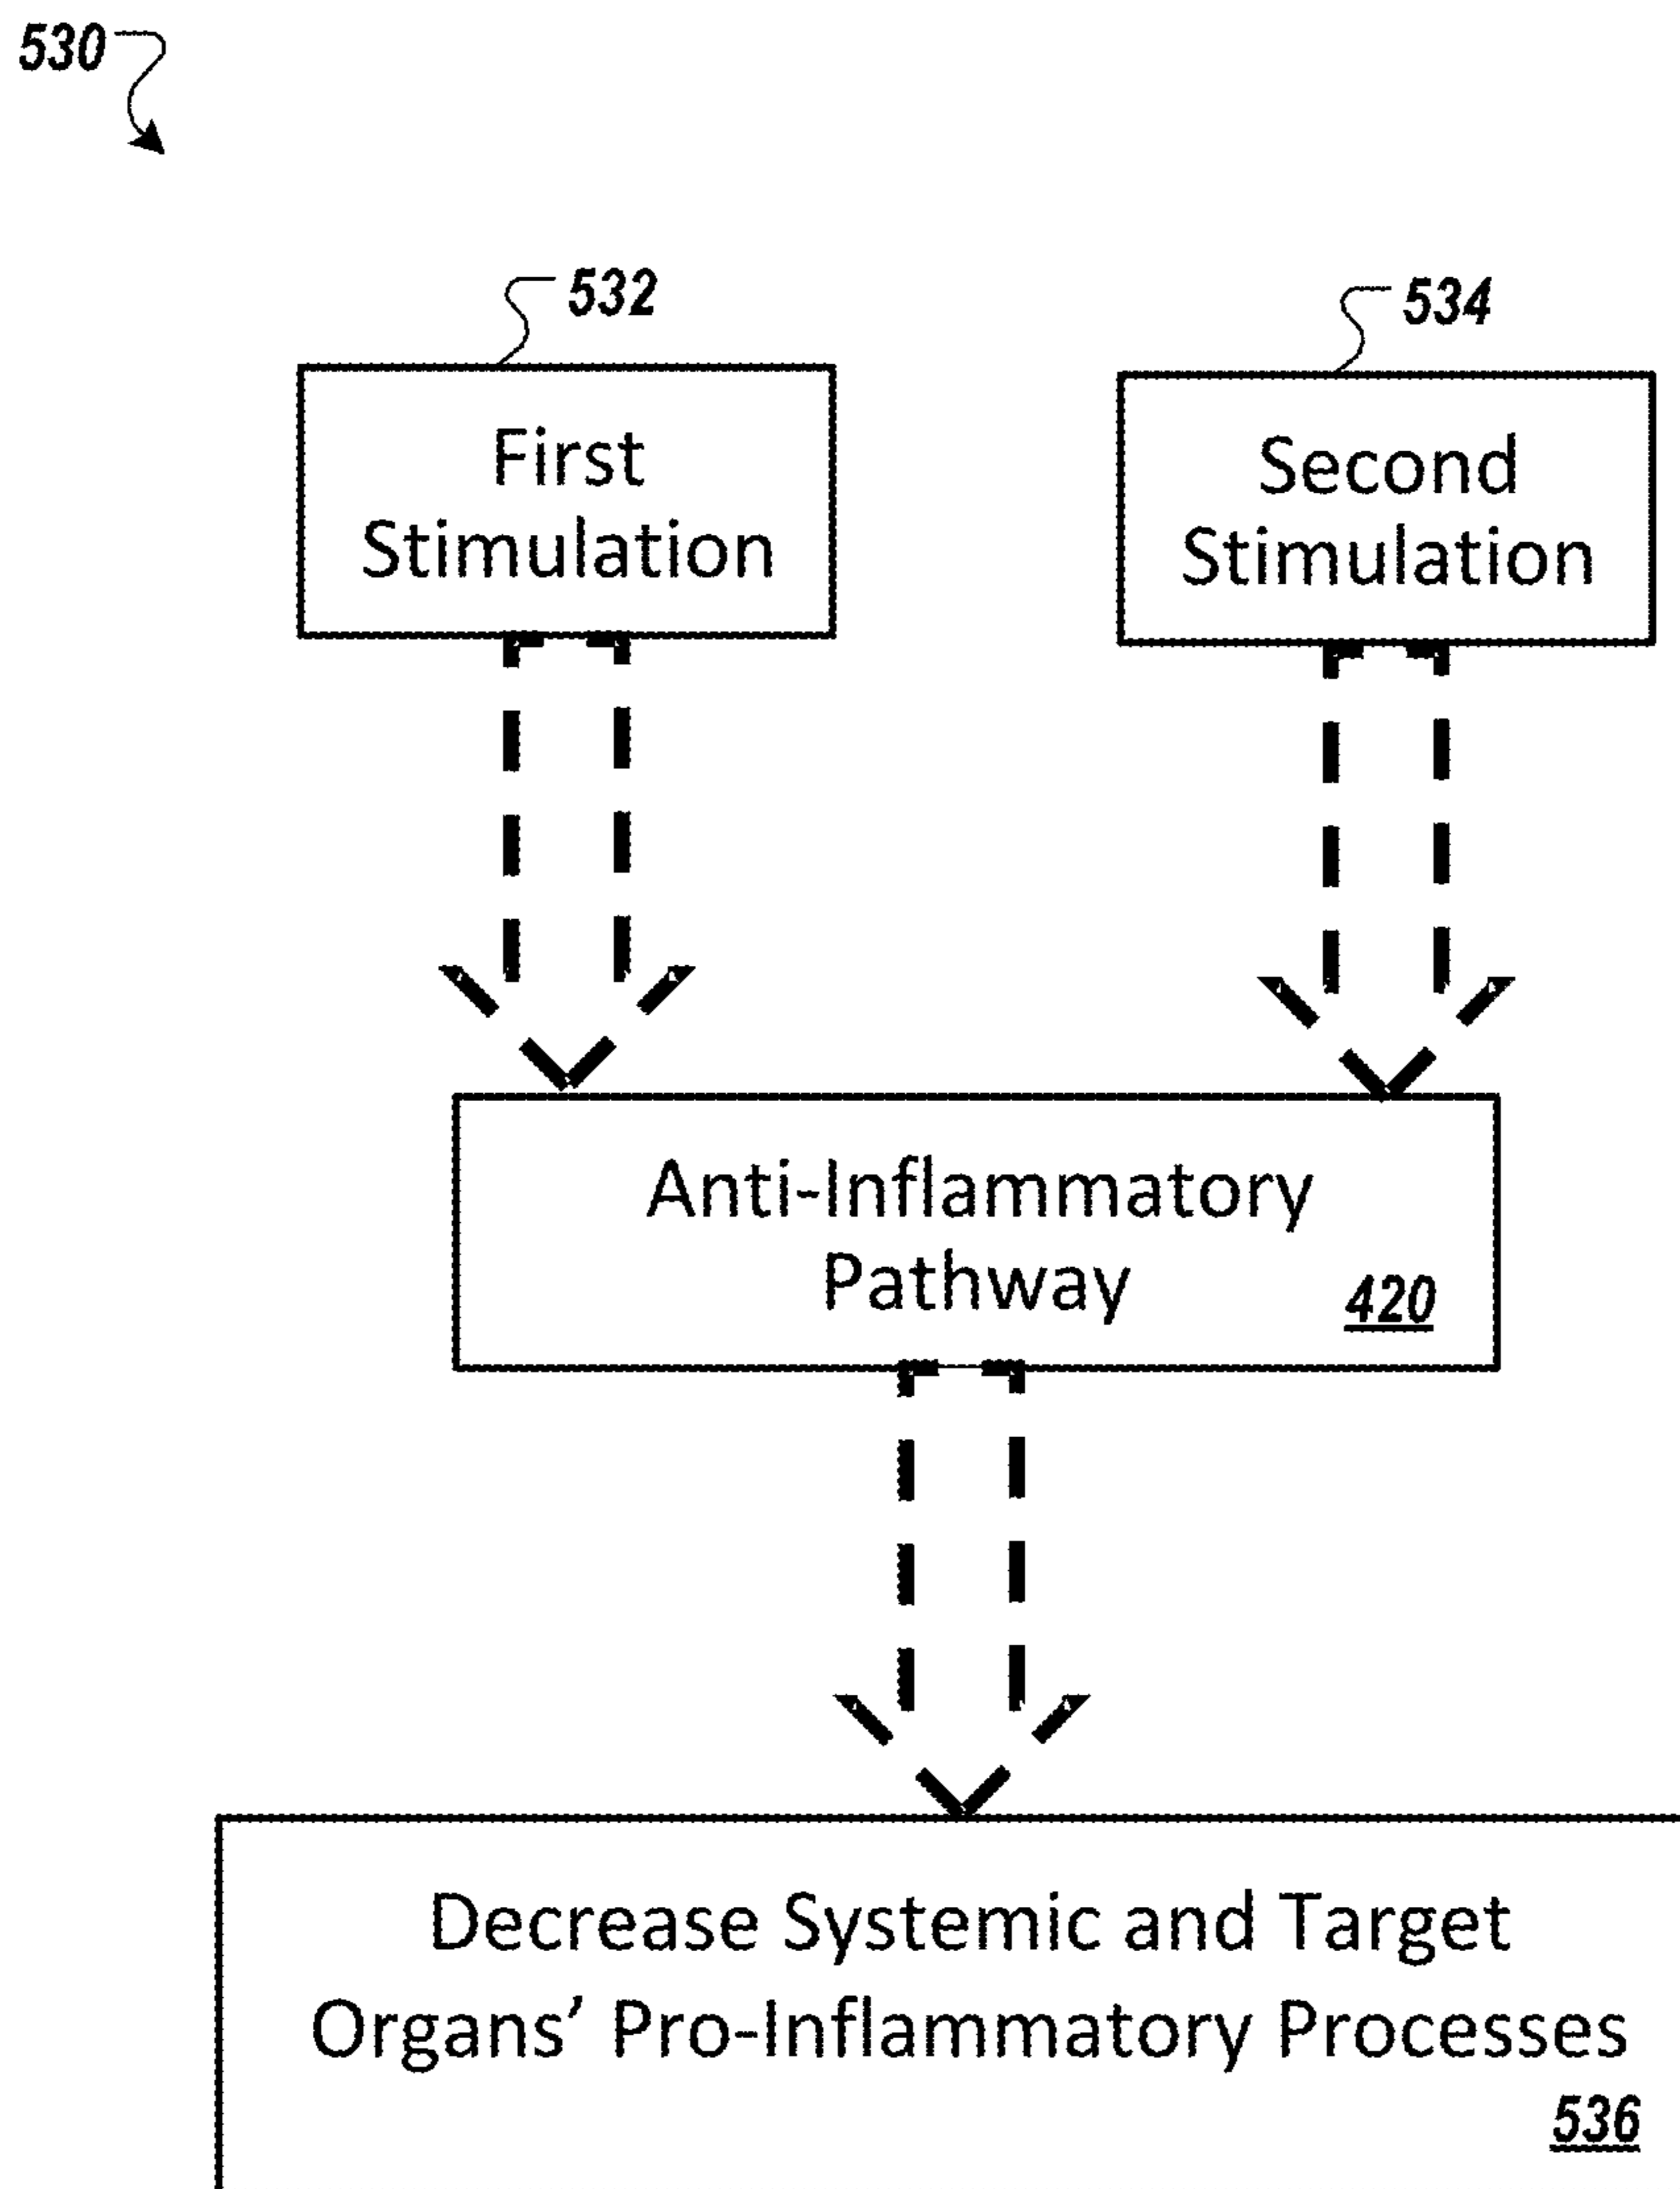 530
532
534
First
Stimulation
Second
Stimulation
Anti-Inflammatory
Pathway
420
Decrease Systemic and Target
Organs’ Pro-Inflammatory Processes
536